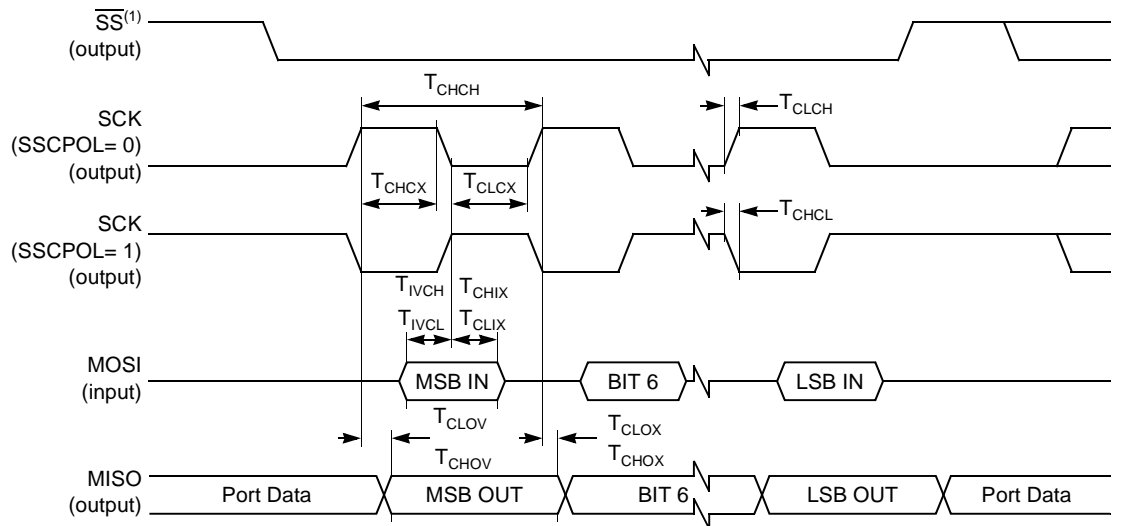 SS(1)
(output)
TCHCH
TCLCH
SCK
(SSCPOL= 0)
(output)
TCHCX
TCLCX
TCHCL
SCK
(SSCPOL= 1)
(output)
TIVCH
TCHIX
TIVCL
TCLIX
MOSI
(input)
MSB IN
BIT 6
LSB IN
TCLOV
TCLOX
TCHOV
TCHOX
MISO
(output)
Port Data
MSB OUT
BIT 6
LSB OUT
Port Data